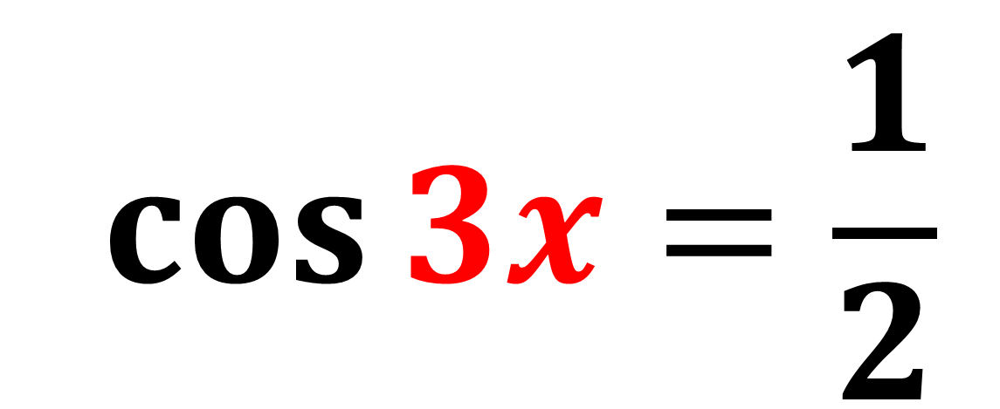 cos 3x = 1/2